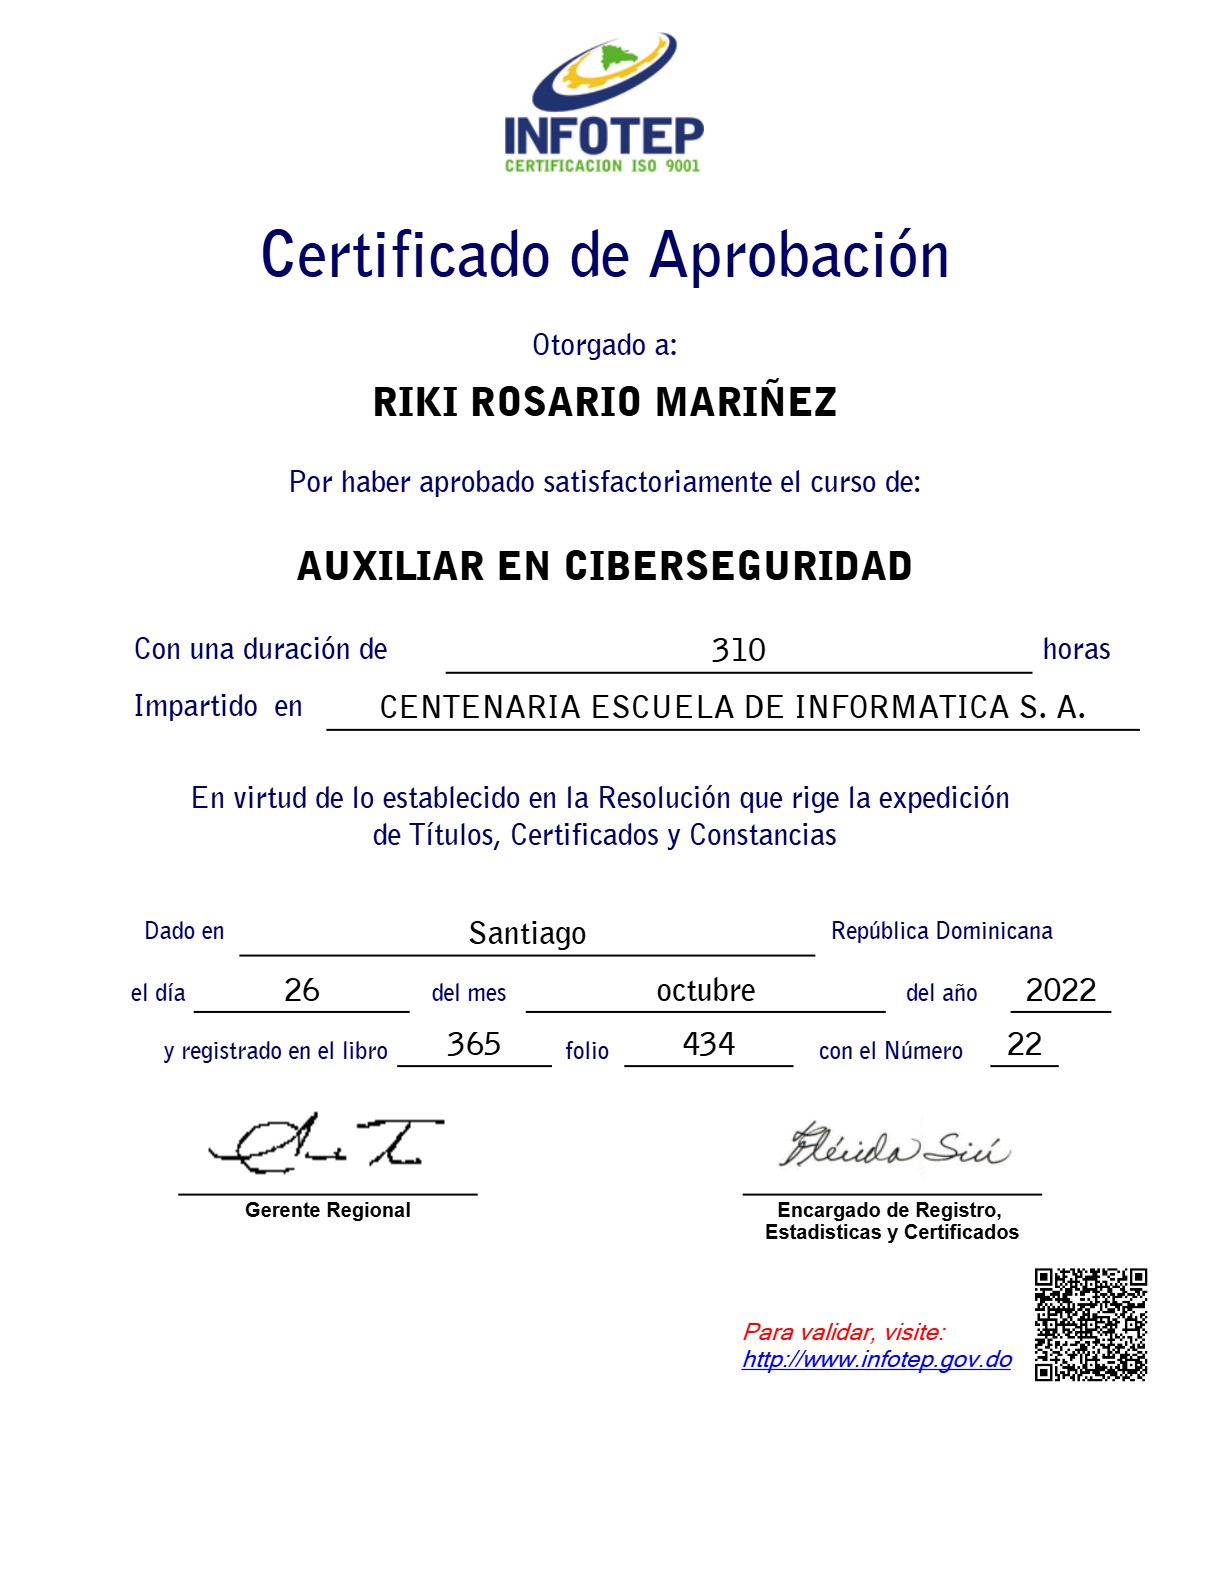 INFOTEP
CERTIFICACION ISO 9001
Certificado de Aprobación
Otorgado a:
RIKI ROSARIO MARIÑEZ
Por haber aprobado satisfactoriamente el curso de:
AUXILIAR EN CIBERSEGURIDAD
Con una duración de 310 horas
Impartido en CENTENARIA ESCUELA DE INFORMATICA S. A.
En virtud de lo establecido en la Resolución que rige la expedición
de Títulos, Certificados y Constancias
Dado en Santiago República Dominicana
el día 26 del mes octubre del año 2022
y registrado en el libro 365 folio 434 con el Número 22
Flérida Siri
Gerente Regional Encargado de Registro,
Estadisticas y Certificados
Para validar, visite:
http://www.infotep.gov.do